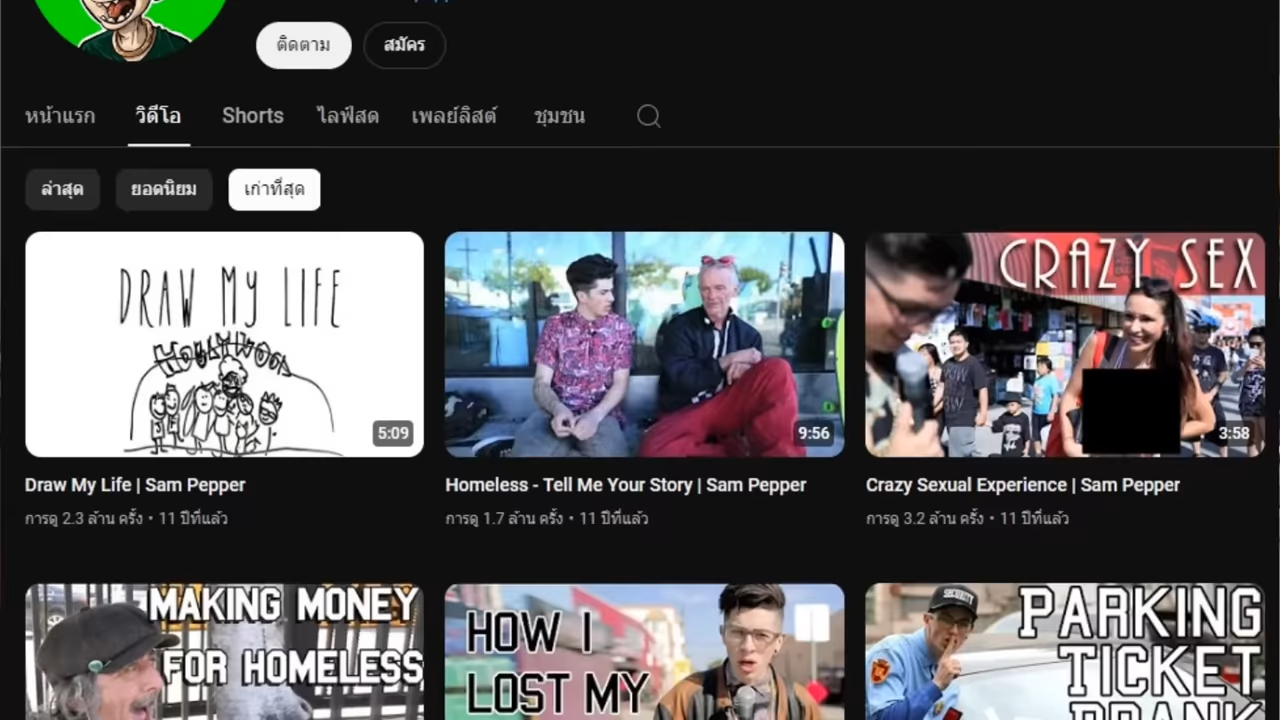 ติดตาม สมัคร
หน้าแรก วิดีโอ Shorts ไลฟ์สด เพลย์ลิสต์ ชุมชน
ล่าสุด ยอดนิยม เก่าที่สุด
DRAW MY LIFE
HOLLYWOOD
5:09
9:56
CRAZY SEX
3:58
Draw My Life | Sam Pepper
Homeless - Tell Me Your Story | Sam Pepper
Crazy Sexual Experience | Sam Pepper
การดู 2.3 ล้าน ครั้ง • 11 ปีที่แล้ว
การดู 1.7 ล้าน ครั้ง • 11 ปีที่แล้ว
การดู 3.2 ล้าน ครั้ง • 11 ปีที่แล้ว
MAKING MONEY
FOR HOMELESS
HOW I
LOST MY
SECURITY
PARKING
TICKET
PRANK